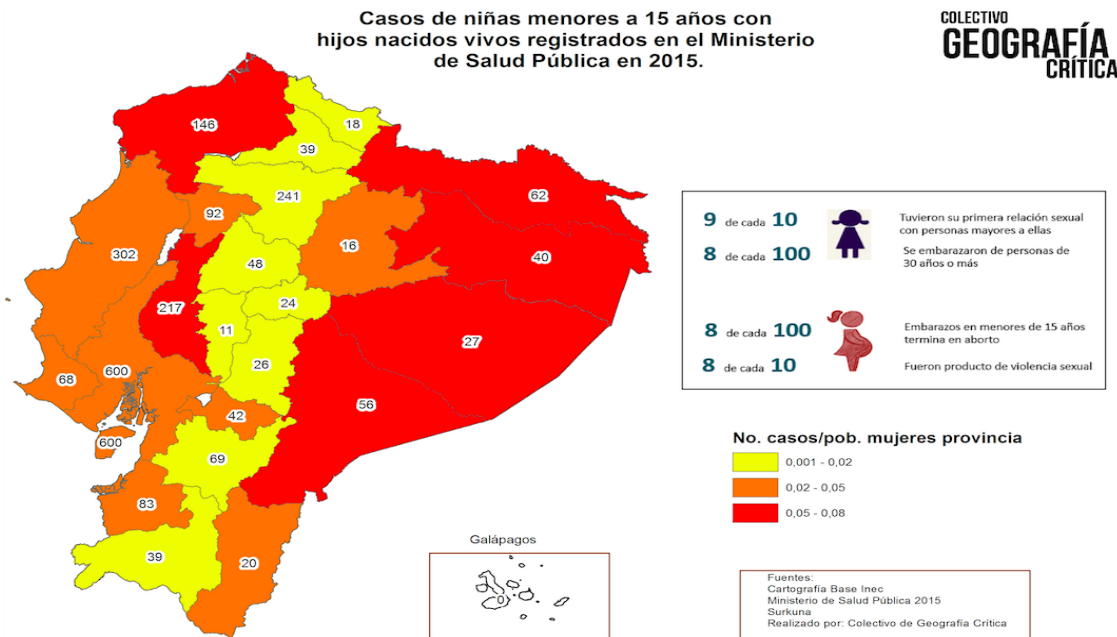 Casos de niñas menores a 15 años con
hijos nacidos vivos registrados en el Ministerio
de Salud Pública en 2015.
COLECTIVO
GEOGRAFÍA
CRÍTICA
146
18
39
241
62
92
16
302
48
40
217
24
11
27
26
68
600
56
42
600
69
83
39
20
9 de cada 10
Tuvieron su primera relación sexual
con personas mayores a ellas
8 de cada 100
Se embarazaron de personas de
30 años o más
8 de cada 100
Embarazos en menores de 15 años
termina en aborto
8 de cada 10
Fueron producto de violencia sexual
No. casos/pob. mujeres provincia
0,001 - 0,02
0,02 - 0,05
0,05 - 0,08
Galápagos
0
Fuentes:
Cartografía Base Inec
Ministerio de Salud Pública 2015
Surkuna
Realizado por: Colectivo de Geografía Crítica